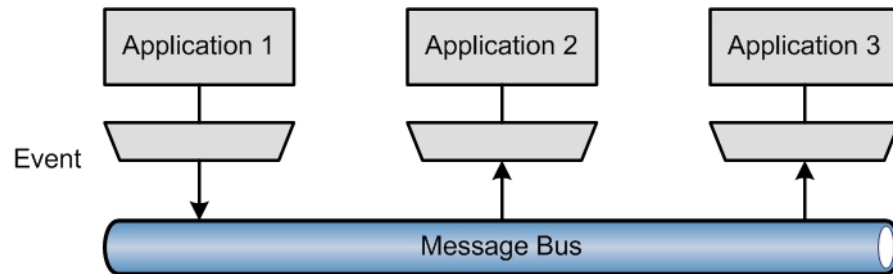 Application 1
Application 2
Application 3
Event
Message Bus